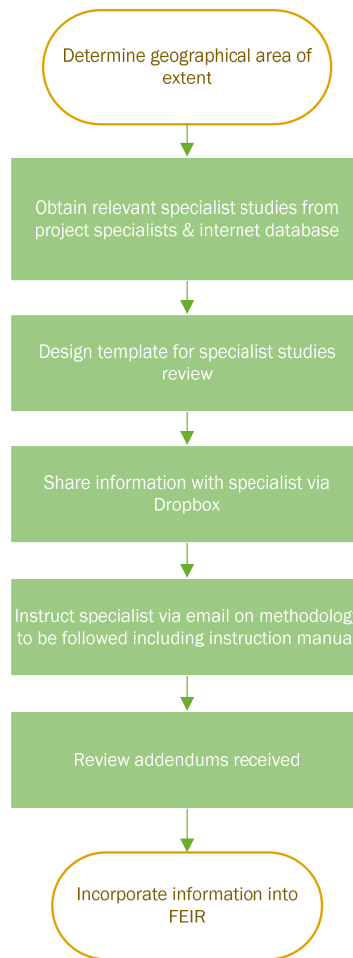 Determine geographical area of
extent
Obtain relevant specialist studies from
project specialists & internet database
Design template for specialist studies
review
Share information with specialist via
Dropbox
Instruct specialist via email on methodolog
to be followed including instruction manua
Review addendums received
Incorporate information into
FEIR